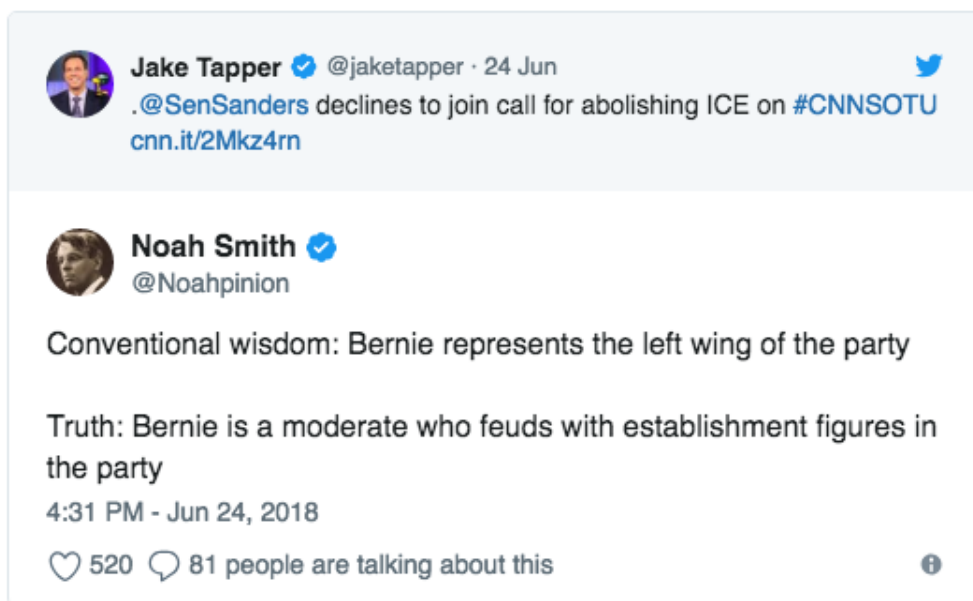 Jake Tapper @jaketapper · 24 Jun
.@SenSanders declines to join call for abolishing ICE on #CNNSOTU
cnn.it/2Mkz4rn
Noah Smith
@Noahpinion
Conventional wisdom: Bernie represents the left wing of the party
Truth: Bernie is a moderate who feuds with establishment figures in
the party
4:31 PM - Jun 24, 2018
520 81 people are talking about this